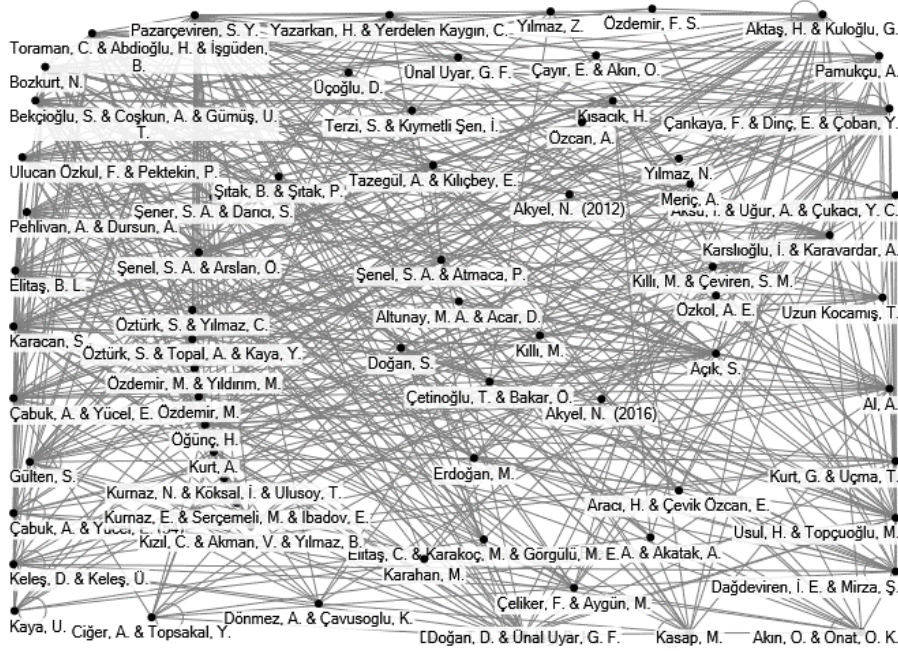 Pazarçeviren, S. Y.
Yazarkan, H. & Yerdelen Kaygın, C.
Yılmaz, Z.
Özdemir, F. S.
Aktaş, H. & Kuloğlu, G.
Toraman, C. & Abdioğlu, H. & İşgüden,
B.
Ünal Uyar, G. F.
Çayır, E. & Akın, O.
Pamukçu, A.
Bozkurt, N.
Üçoğlu, D.
Bekçioğlu, S. & Coşkun, A. & Gümüş, U.
T.
Terzi, S. & Kıymetli Şen, İ.
Kısacık, H.
Özcan, A.
Çankaya, F. & Dinç, E. & Çoban, Y.
Ulucan Özkul, F. & Pektekin, P.
Şıtak, B. & Şıtak, P.
Tazegül, A. & Kılıçbey, E.
Yılmaz, N.
Meriç, A.
Şener, S. A. & Darıcı, S.
Akyel, N. (2012)
Aksu, İ. & Uğur, A. & Çukacı, Y. C.
Pehlivan, A. & Dursun, A.
Karslıoğlu, İ. & Karavardar, A.
Şenel, S. A. & Arslan, Ö.
Şenel, S. A. & Atmaca, P.
Kıllı, M. & Çeviren, S. M.
Elitaş, B. L.
Altunay, M. A. & Acar, D.
Özkol, A. E.
Uzun Kocamış, T.
Öztürk, S. & Yılmaz, C.
Karacan, S.
Öztürk, S. & Topal, A. & Kaya, Y.
Doğan, S.
Kıllı, M.
Açık, S.
Özdemir, M. & Yıldırım, M.
Çetinoğlu, T. & Bakar, Ö.
Al, A.
Çabuk, A. & Yücel, E.
Özdemir, M.
Akyel, N. (2016)
Öğünç, H.
Kurt, A.
Gülten, S.
Erdoğan, M.
Kurt, G. & Uçma, T.
Kurnaz, N. & Köksal, İ. & Ulusoy, T.
Aracı, H. & Çevik Özcan, E.
Kurnaz, E. & Serçemeli, M. & Ibadov, E.
Çabuk, A. &
Usul, H. & Topçuoğlu, M.
Kızıl, C. & Akman, V. & Yılmaz, B.
Elitaş, C. & Karakoç, M. & Görgülü, M. E.
A. & Akatak, A.
Karahan, M.
Keleş, D. & Keleş, Ü.
Dağdeviren, İ. E. & Mirza, Ş.
Çeliker, F. & Aygün, M.
Kaya, U.
Ciğer, A. & Topsakal, Y.
Dönmez, A. & Çavusoglu, K.
Doğan, D. & Ünal Uyar, G. F.
Kasap, M.
Akın, O. & Onat, O. K.